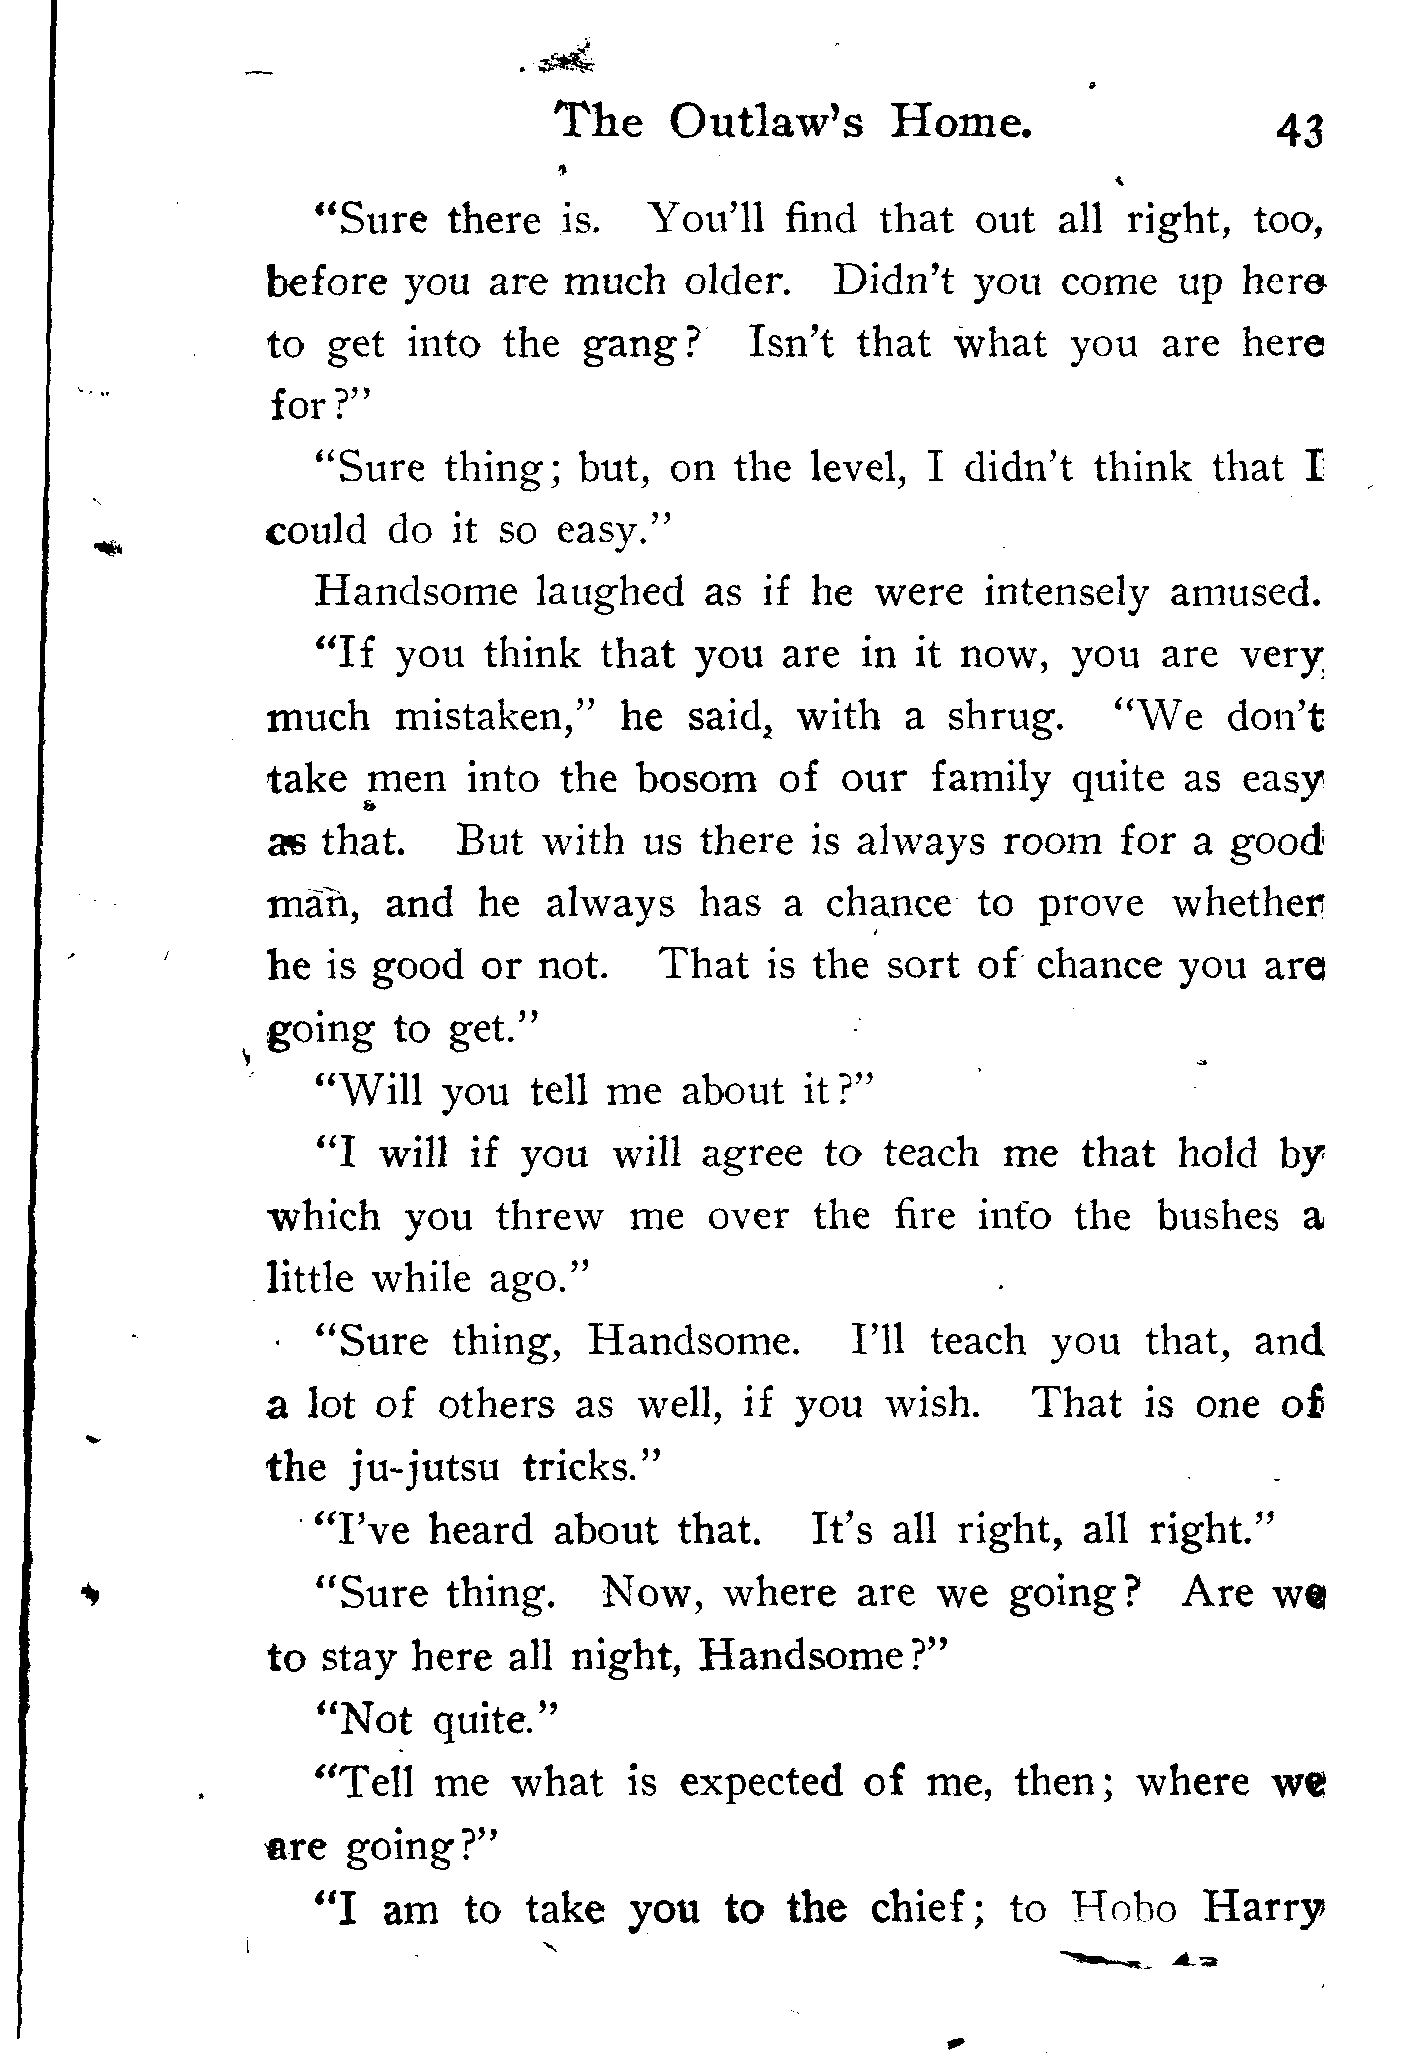 The Outlaw's Home. 43
"Sure there is. You'll find that out all right, too,
before you are much older. Didn't you come up here
to get into the gang? Isn't that what you are here
for?"
"Sure thing; but, on the level, I didn't think that I
could do it so easy."
Handsome laughed as if he were intensely amused.
"If you think that you are in it now, you are very
much mistaken," he said, with a shrug. "We don't
take men into the bosom of our family quite as easy
as that. But with us there is always room for a good
man, and he always has a chance to prove whether
he is good or not. That is the sort of chance you are
going to get."
"Will you tell me about it?"
"I will if you will agree to teach me that hold by
which you threw me over the fire into the bushes a
little while ago."
"Sure thing, Handsome. I'll teach you that, and
a lot of others as well, if you wish. That is one of
the ju-jutsu tricks."
"I've heard about that. It's all right, all right."
"Sure thing. Now, where are we going? Are we
to stay here all night, Handsome?"
"Not quite."
"Tell me what is expected of me, then; where we
are going?"
"I am to take you to the chief; to Hobo Harry